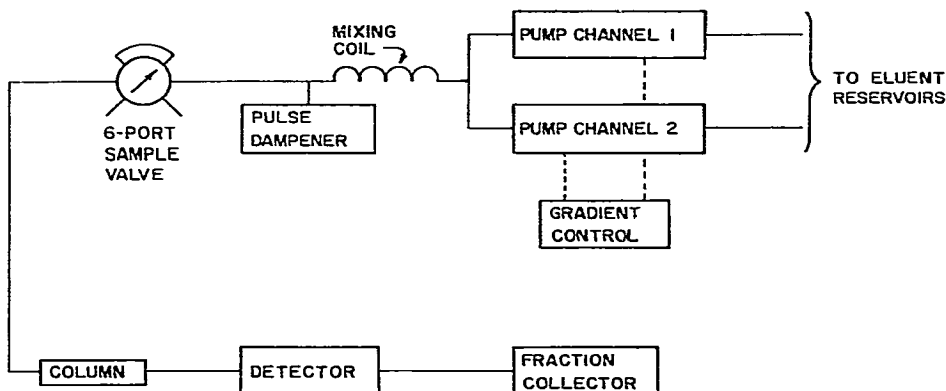 MIXING
COIL
PUMP CHANNEL 1
TO ELUENT
RESERVOIRS
6-PORT
SAMPLE
VALVE
PULSE
DAMPENER
PUMP CHANNEL 2
GRADIENT
CONTROL
COLUMN
DETECTOR
FRACTION
COLLECTOR